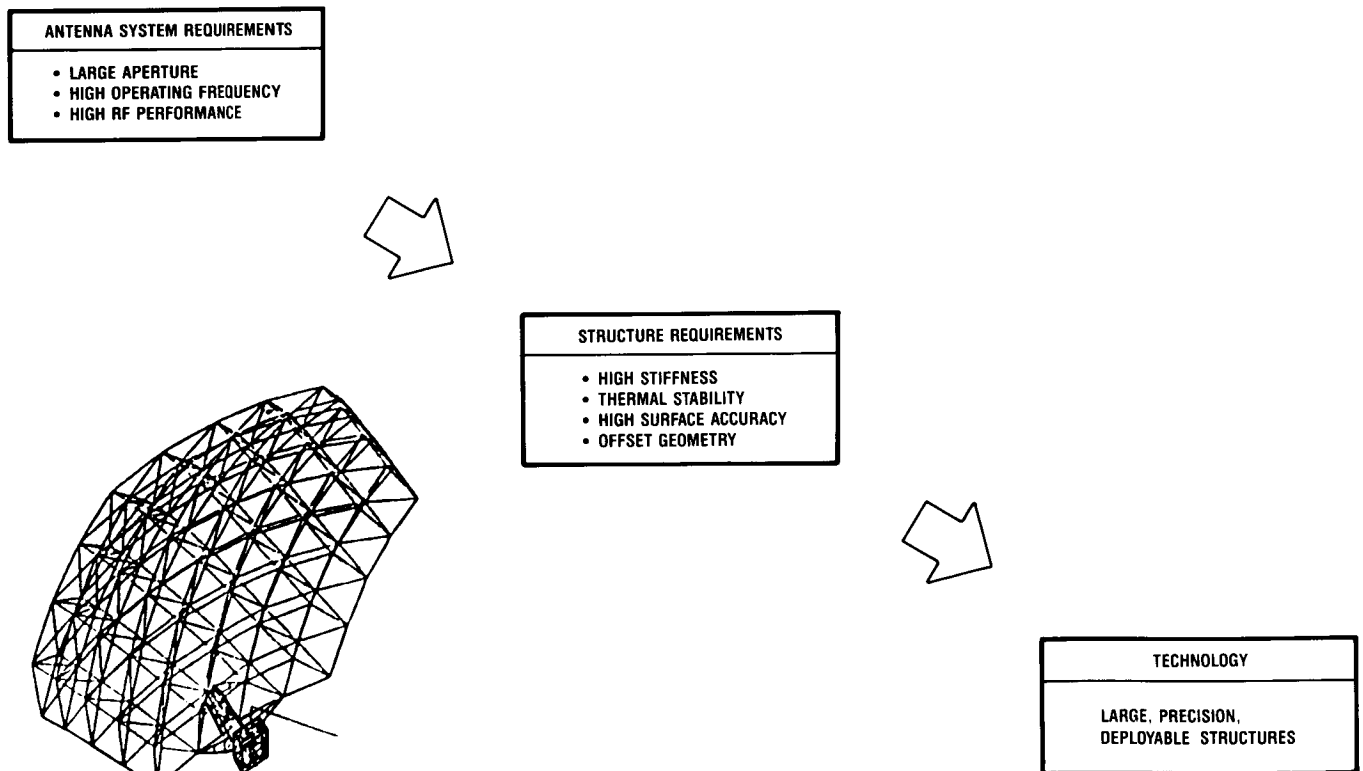 ANTENNA SYSTEM REQUIREMENTS
• LARGE APERTURE
• HIGH OPERATING FREQUENCY
• HIGH RF PERFORMANCE
STRUCTURE REQUIREMENTS
• HIGH STIFFNESS
• THERMAL STABILITY
• HIGH SURFACE ACCURACY
• OFFSET GEOMETRY
TECHNOLOGY
LARGE, PRECISION,
DEPLOYABLE STRUCTURES